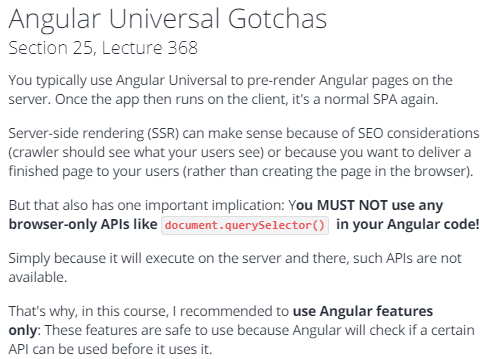 Angular Universal Gotchas
Section 25, Lecture 368
You typically use Angular Universal to pre-render Angular pages on the
server. Once the app then runs on the client, it's a normal SPA again.
Server-side rendering (SSR) can make sense because of SEO considerations
(crawler should see what your users see) or because you want to deliver a
finished page to your users (rather than creating the page in the browser).
But that also has one important implication: You MUST NOT use any
browser-only APIs like document.querySelector() in your Angular code!
Simply because it will execute on the server and there, such APIs are not
available.
That's why, in this course, I recommended to use Angular features
only: These features are safe to use because Angular will check if a certain
API can be used before it uses it.